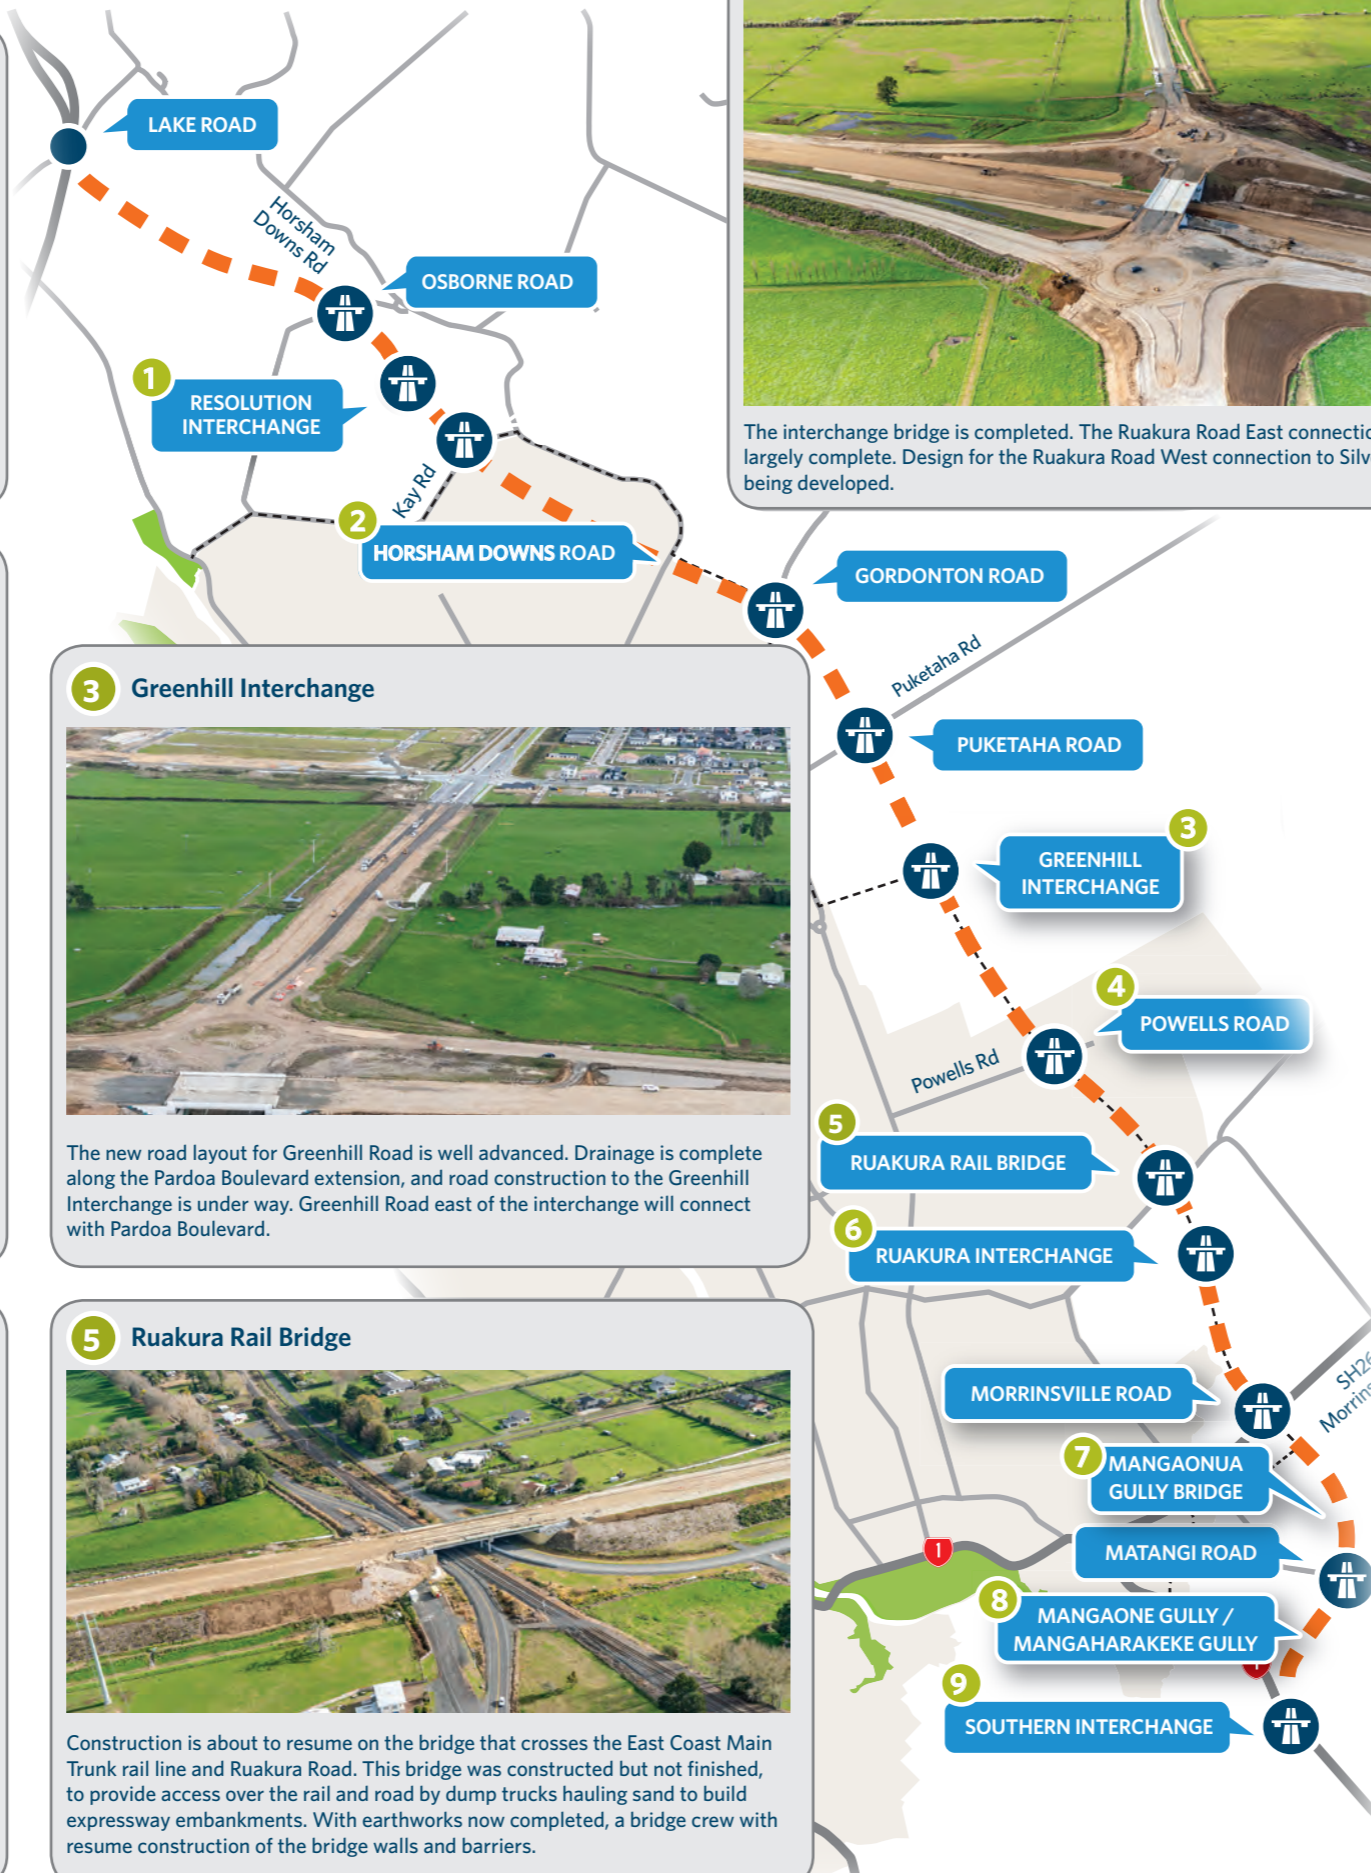 LAKE ROAD
Horsham
Downs Rd
OSBORNE ROAD
1
RESOLUTION
INTERCHANGE
Kay Rd
2
HORSHAM DOWNS ROAD
The interchange bridge is completed. The Ruakura Road East
largely complete. Design for the Ruakura Road West connection to
being developed.
GORDONTON ROAD
Puketaha Rd
PUKETAHA ROAD
3
GREENHILL
INTERCHANGE
4
POWELLS ROAD
Powells Rd
5
RUAKURA RAIL BRIDGE
6
RUAKURA INTERCHANGE
MORRINSVILLE ROAD
7
MANGAONUA
GULLY BRIDGE
1
MATANGI ROAD
8
MANGAONE GULLY /
MANGAHARAKEKE GULLY
9
SOUTHERN INTERCHANGE
3 Greenhill Interchange
The new road layout for Greenhill Road is well advanced. Drainage is complete
along the Pardoa Boulevard extension, and road construction to the Greenhill
Interchange is under way. Greenhill Road east of the interchange will connect
with Pardoa Boulevard.
5 Ruakura Rail Bridge
Construction is about to resume on the bridge that crosses the East Coast Main
Trunk rail line and Ruakura Road. This bridge was constructed but not finished,
to provide access over the rail and road by dump trucks hauling sand to build
expressway embankments. With earthworks now completed, a bridge crew with
resume construction of the bridge walls and barriers.